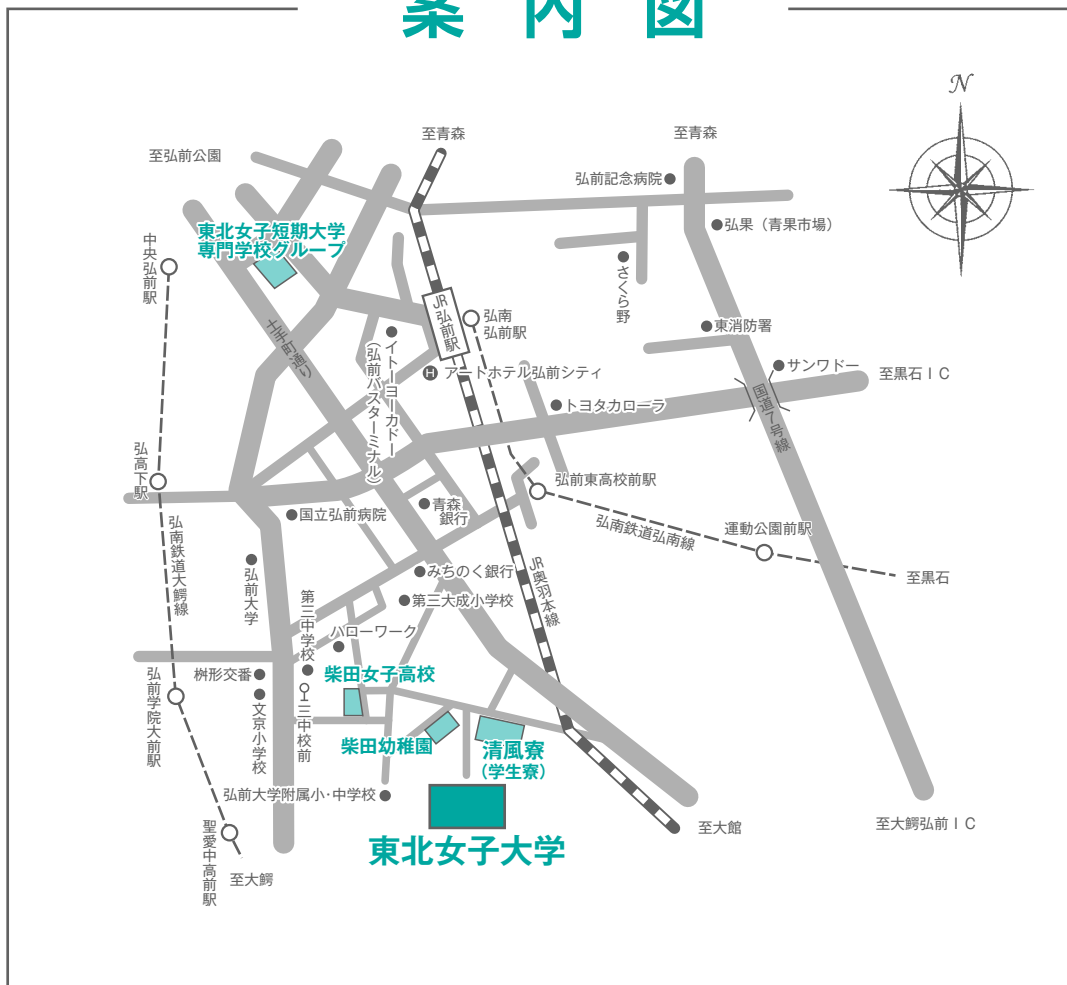 案内図
N
至青森
至青森
至弘前公園
弘前記念病院
弘果（青果市場）
東北女子短期大学
専門学校グループ
中央弘前駅
さくら野
JR弘前駅
弘南
弘前駅
東消防署
土手町通り
イトーヨーカドー
（弘前バスターミナル）
H アートホテル弘前シティ
サンワドー
至黒石ＩＣ
国道7号線
トヨタカローラ
弘高下駅
弘前東高校前駅
青森
銀行
国立弘前病院
弘南鉄道弘南線
運動公園前駅
弘南鉄道大鰐線
弘前大学
みちのく銀行
JR奥羽本線
至黒石
第三中学校
第三大成小学校
ハローワーク
柴田女子高校
桝形交番
弘前学院大前駅
文京小学校
三中校前
柴田幼稚園
清風寮
（学生寮）
弘前大学附属小･中学校
東北女子大学
至大館
至大鰐弘前ＩＣ
聖愛中高前駅
至大鰐